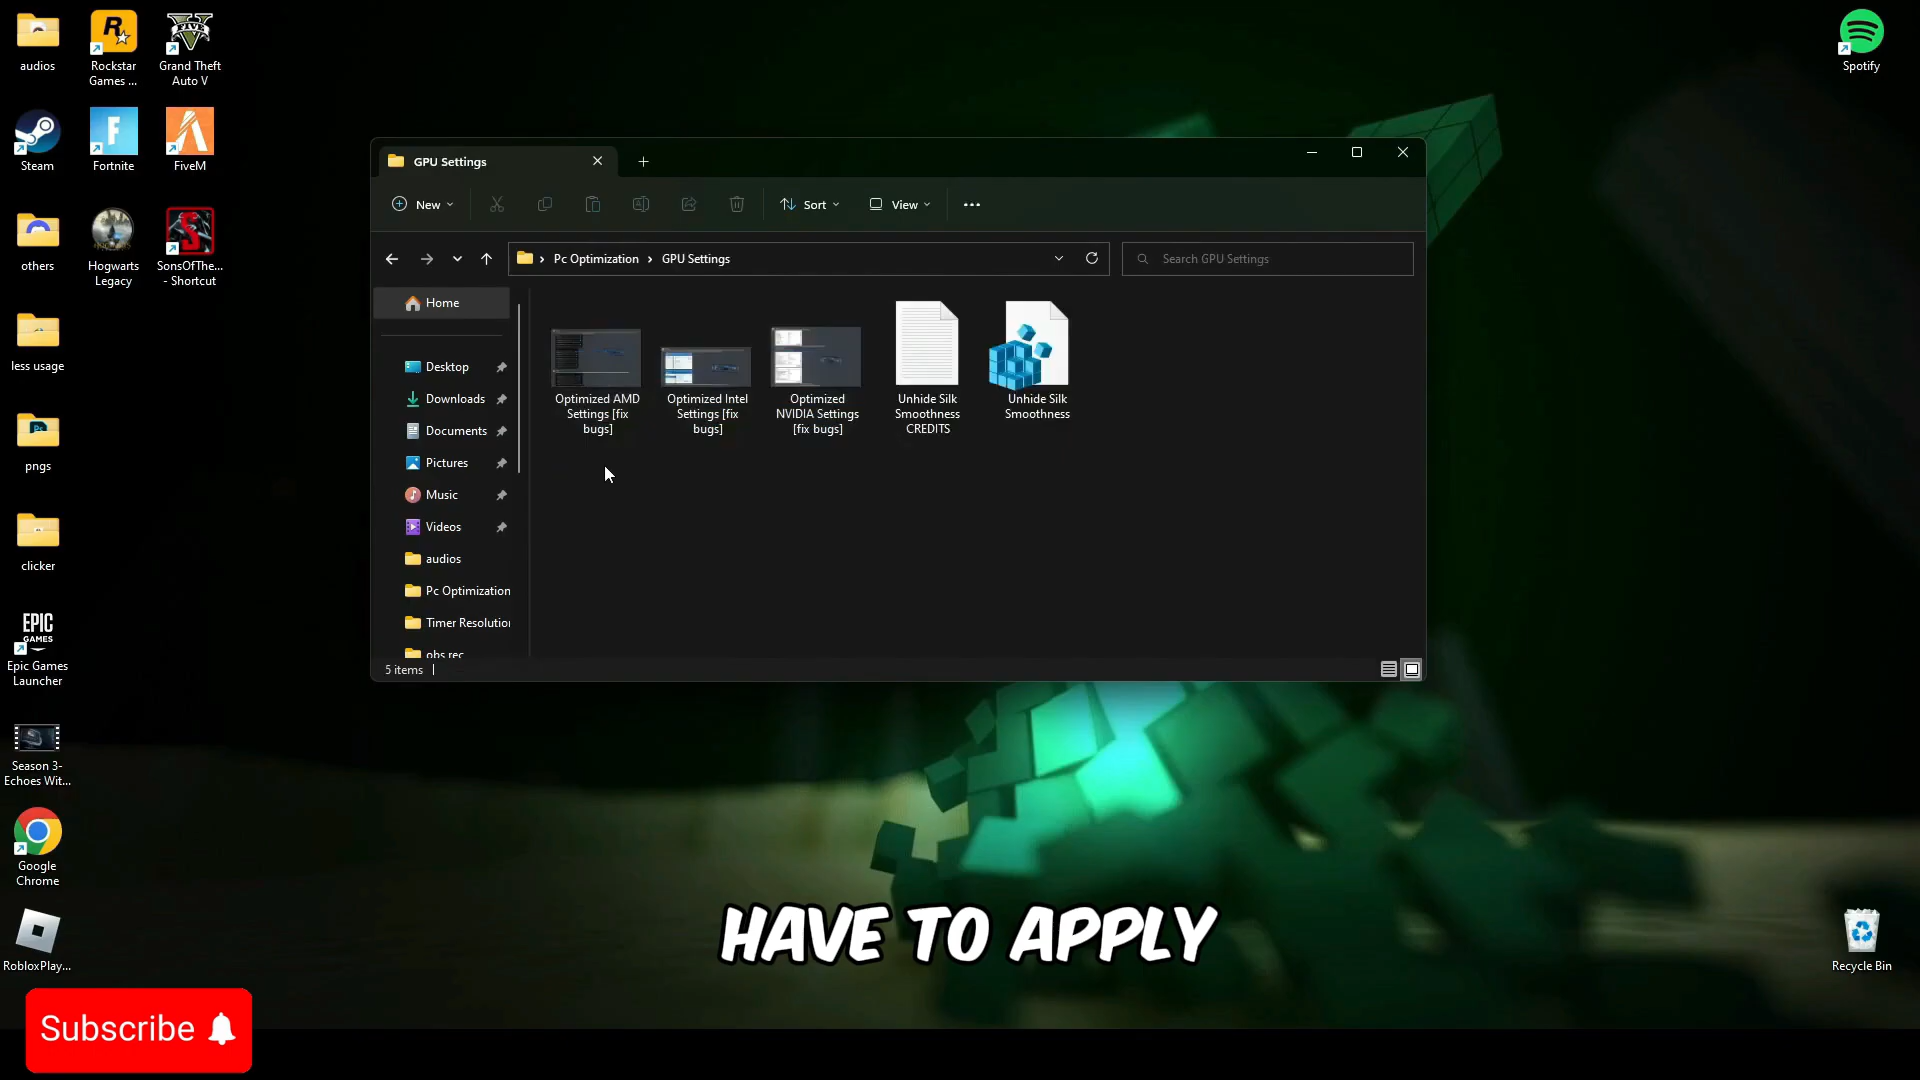 audios
Rockstar
Games ...
Grand Theft
Auto V
Spotify
Steam
Fortnite
FiveM
others
Hogwarts
Legacy
SonsOfThe...
- Shortcut
less usage
pngs
clicker
EPIC
GAMES
Epic Games
Launcher
Season 3-
Echoes Wit...
Google
Chrome
RobloxPlay...
Recycle Bin
GPU Settings
New
Sort
View
Pc Optimization
GPU Settings
Search GPU Settings
Home
Desktop
Downloads
Documents
Pictures
Music
Videos
audios
Pc Optimization
Timer Resolutio
obs rec
Optimized AMD
Settings [fix
bugs]
Optimized Intel
Settings [fix
bugs]
Optimized
NVIDIA Settings
[fix bugs]
Unhide Silk
Smoothness
CREDITS
Unhide Silk
Smoothness
5 items
HAVE TO APPLY
Subscribe